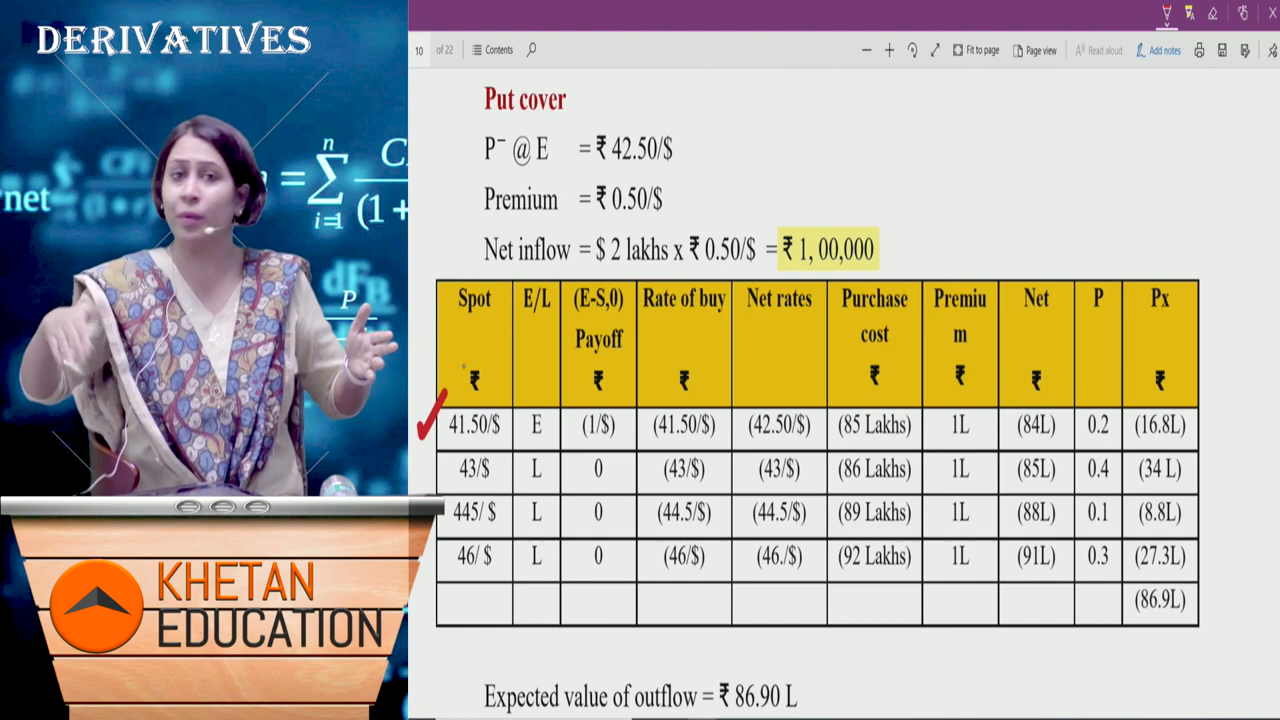 DERIVATIVES
net
n
= Σ
i=1
(1+
P
KHETAN
EDUCATION
10 of 22 Contents Fit to page Page view Read aloud Add notes
Put cover
P⁻ @ E = ₹ 42.50/$
Premium = ₹ 0.50/$
Net inflow = $ 2 lakhs x ₹ 0.50/$ = ₹ 1, 00,000
Spot ₹ E/L (E-S,0) Payoff ₹ Rate of buy ₹ Net rates Purchase cost ₹ Premiu m ₹ Net ₹ P Px ₹
41.50/$ E (1/$) (41.50/$) (42.50/$) (85 Lakhs) 1L (84L) 0.2 (16.8L)
43/$ L 0 (43/$) (43/$) (86 Lakhs) 1L (85L) 0.4 (34 L)
445/ $ L 0 (44.5/$) (44.5/$) (89 Lakhs) 1L (88L) 0.1 (8.8L)
46/ $ L 0 (46/$) (46./$) (92 Lakhs) 1L (91L) 0.3 (27.3L)
(86.9L)
Expected value of outflow = ₹ 86.90 L